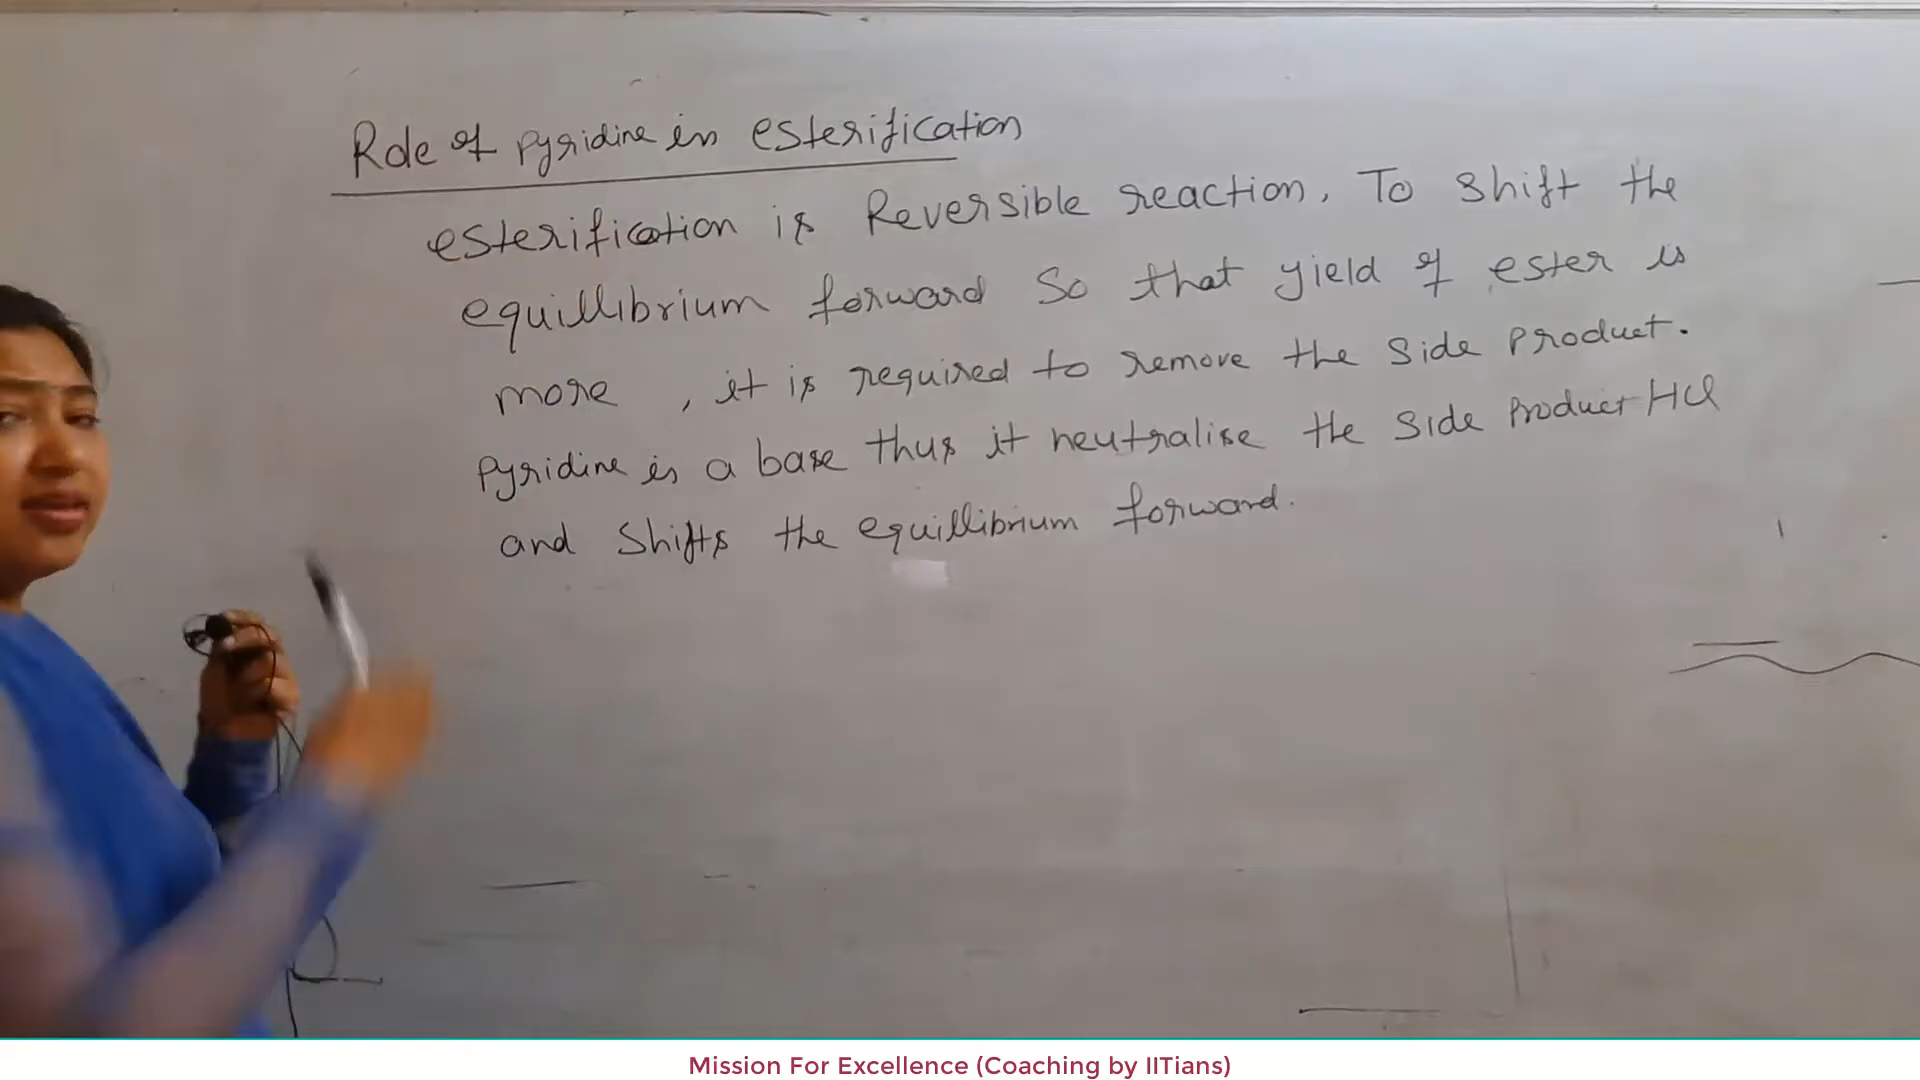 Role of pyridine in esterification
esterification is Reversible reaction. To shift the
equillibrium forward So that yield of ester is
more , it is required to remove the side product.
pyridine is a base thus it neutralise the side product HCl
and shifts the equillibrium forward.
Mission For Excellence (Coaching by IITians)